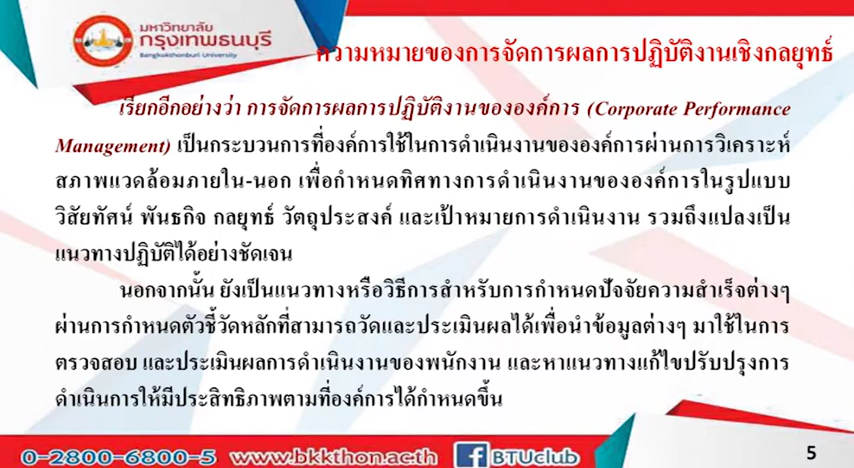 มหาวิทยาลัย
กรุงเทพธนบุรี
Bangkokthonburi University
ความหมายของการจัดการผลการปฏิบัติงานเชิงกลยุทธ์
เรียกอีกอย่างว่า การจัดการผลการปฏิบัติงานขององค์การ (Corporate Performance
Management) เป็นกระบวนการที่องค์การใช้ในการดำเนินงานขององค์การผ่านการวิเคราะห์
สภาพแวดล้อมภายใน-นอก เพื่อกำหนดทิศทางการดำเนินงานขององค์การในรูปแบบ
วิสัยทัศน์ พันธกิจ กลยุทธ์ วัตถุประสงค์ และเป้าหมายการดำเนินงาน รวมถึงแปลงเป็น
แนวทางปฏิบัติได้อย่างชัดเจน
นอกจากนั้น ยังเป็นแนวทางหรือวิธีการสำหรับการกำหนดปัจจัยความสำเร็จต่างๆ
ผ่านการกำหนดตัวชี้วัดหลักที่สามารถวัดและประเมินผลได้เพื่อนำข้อมูลต่างๆ มาใช้ในการ
ตรวจสอบ และประเมินผลการดำเนินงานของพนักงาน และหาแนวทางแก้ไขปรับปรุงการ
ดำเนินการให้มีประสิทธิภาพตามที่องค์การได้กำหนดขึ้น
0-2800-6800-5 www.bkkthon.ac.th f BTUclub
5